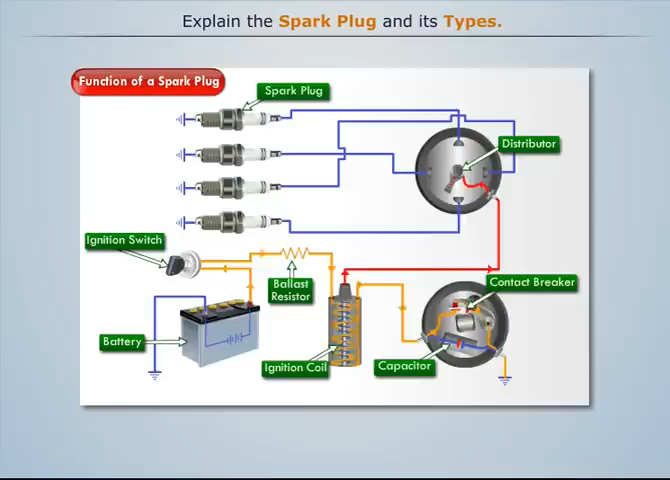 Explain the Spark Plug and its Types.
Function of a Spark Plug
Spark Plug
Distributor
Ignition Switch
Ballast
Resistor
Contact Breaker
Battery
Ignition Coil
Capacitor